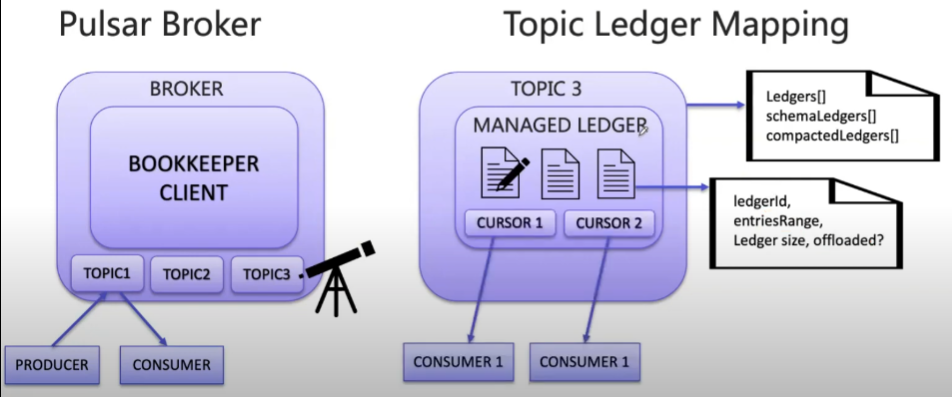 Pulsar Broker
BROKER
BOOKKEEPER
CLIENT
TOPIC1
TOPIC2
TOPIC3
PRODUCER
CONSUMER
Topic Ledger Mapping
TOPIC 3
MANAGED LEDGER
CURSOR 1
CURSOR 2
CONSUMER 1
CONSUMER 1
Ledgers[]
schemaLedgers[]
compactedLedgers[]
ledgerId,
entriesRange,
Ledger size, offloaded?